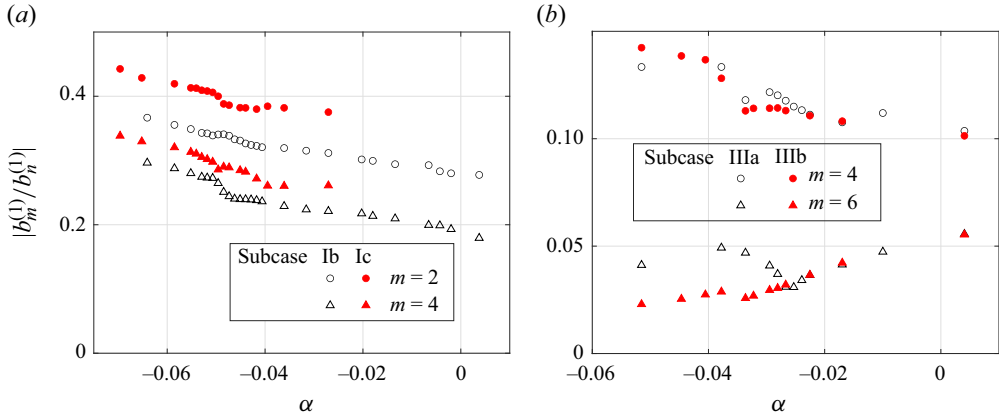 (a)
(b)
|b_m^(1)/b_n^(1)|
0.4
0.2
0
−0.06 −0.04 −0.02 0
α
Subcase Ib Ic
m = 2
m = 4
0.10
0.05
0
−0.06 −0.04 −0.02 0
α
Subcase IIIa IIIb
m = 4
m = 6